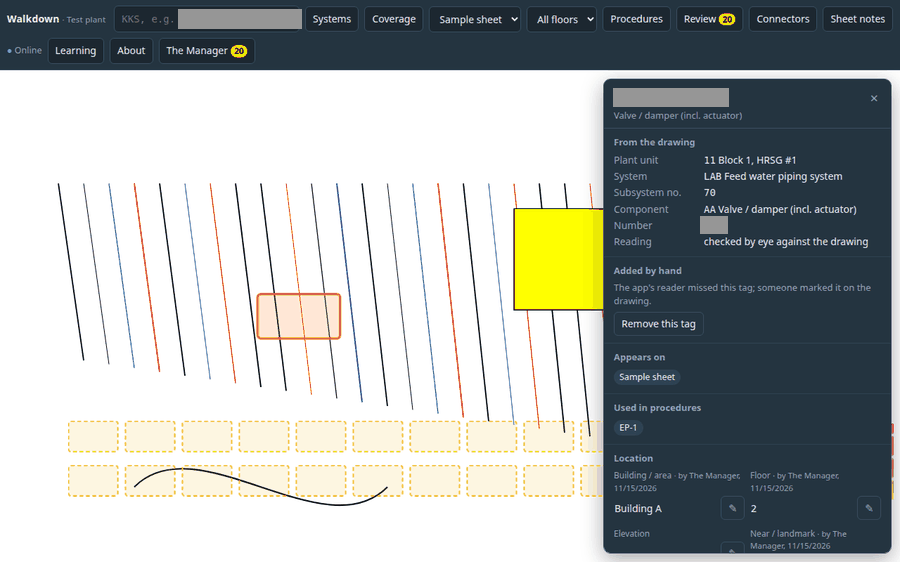 Walkdown · Test plant KKS, e.g. Systems Coverage Sample sheet All floors Procedures Review 20 Connectors Sheet notes
Online Learning About The Manager 20
×
Valve / damper (incl. actuator)
From the drawing
Plant unit 11 Block 1, HRSG #1
System LAB Feed water piping system
Subsystem no. 70
Component AA Valve / damper (incl. actuator)
Number
Reading checked by eye against the drawing
Added by hand
The app's reader missed this tag; someone marked it on the
drawing.
Remove this tag
Appears on
Sample sheet
Used in procedures
EP-1
Location
Building / area · by The Manager, 11/15/2026
Building A
Floor · by The Manager, 11/15/2026
2
Elevation
Near / landmark · by The Manager, 11/15/2026